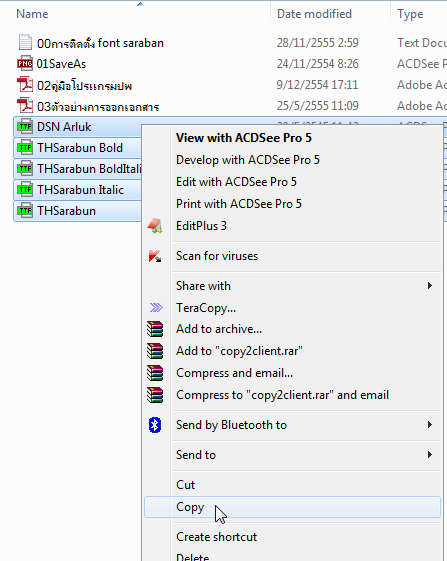 Name Date modified Type
00การติดตั้ง font saraban 28/11/2555 2:59 Text Docu
PNG 01SaveAs 24/11/2554 8:26 ACDSee P
02คู่มือโปรแกรมปพ 9/12/2554 17:11 Adobe Ac
03ตัวอย่างการออกเอกสาร 25/5/2555 11:09 Adobe Ac
TTF DSN Arluk
TTF THSarabun Bold
TTF THSarabun BoldItali
TTF THSarabun Italic
TTF THSarabun
View with ACDSee Pro 5
Develop with ACDSee Pro 5
Edit with ACDSee Pro 5
Print with ACDSee Pro 5
EditPlus 3
Scan for viruses
Share with
TeraCopy...
Add to archive...
Add to "copy2client.rar"
Compress and email...
Compress to "copy2client.rar" and email
Send by Bluetooth to
Send to
Cut
Copy
Create shortcut
Delete